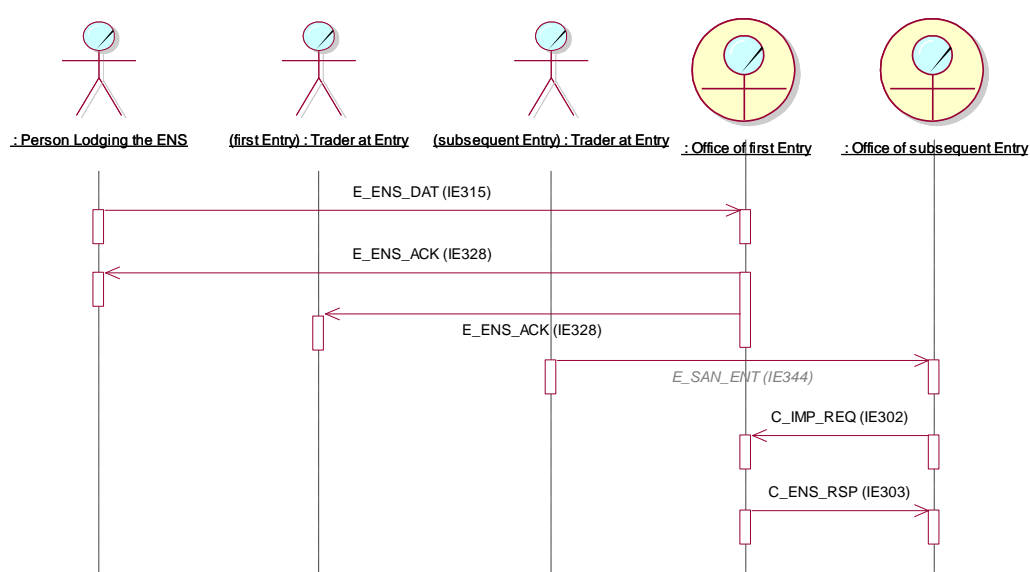 : Person Lodging the ENS
(first Entry) : Trader at Entry
(subsequent Entry) : Trader at Entry
: Office of first Entry
: Office of subsequent Entry
E_ENS_DAT (IE315)
E_ENS_ACK (IE328)
E_ENS_ACK (IE328)
E_SAN_ENT (IE344)
C_IMP_REQ (IE302)
C_ENS_RSP (IE303)